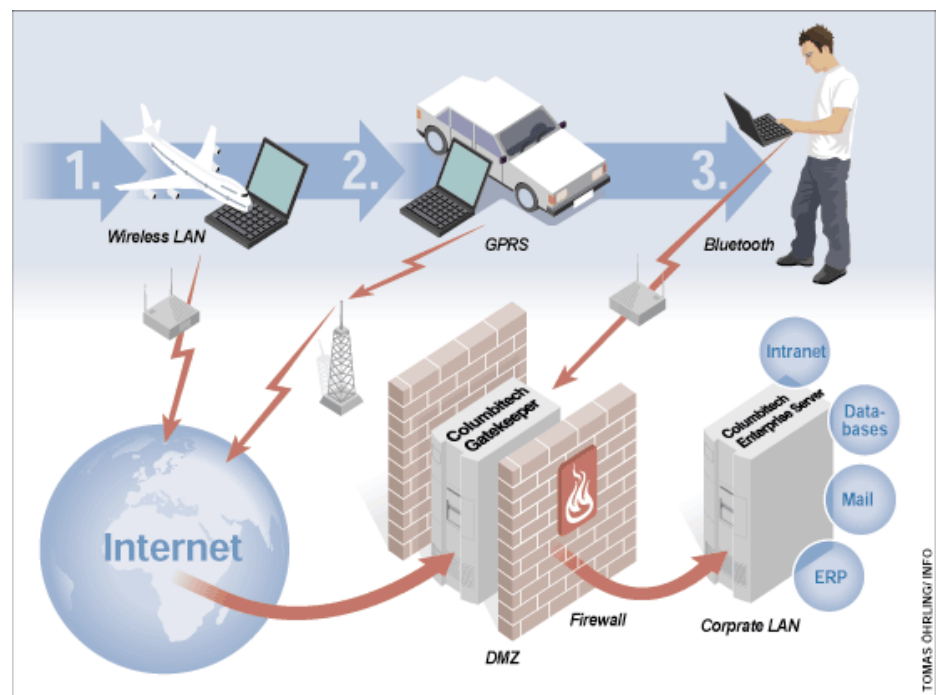 1.
2.
3.
Wireless LAN
GPRS
Bluetooth
Intranet
Columbitech
Gatekeeper
Columbitech
Enterprise Server
Data-
bases
Mail
Internet
ERP
Firewall
Corprate LAN
DMZ
TOMAS ÖHRLING/INFO